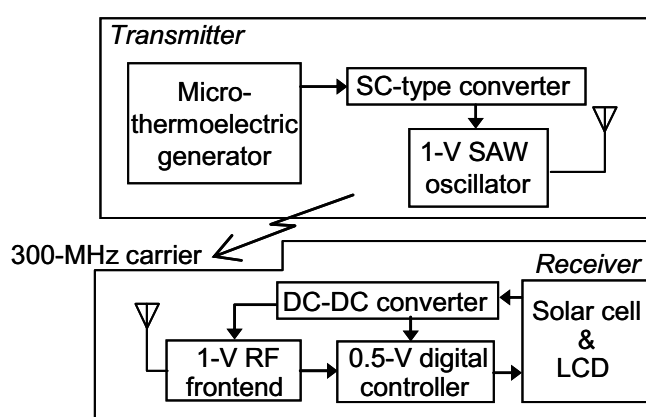 Transmitter
Micro-
thermoelectric
generator
SC-type converter
1-V SAW
oscillator
300-MHz carrier
Receiver
DC-DC converter
Solar cell
&
LCD
1-V RF
frontend
0.5-V digital
controller